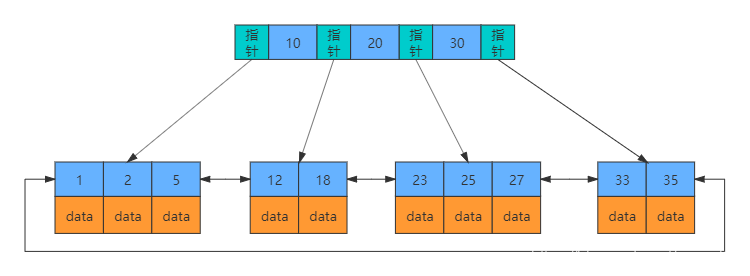 指针 10 指针 20 指针 30 指针
1 2 5 12 18 23 25 27 33 35
data data data data data data data data data data